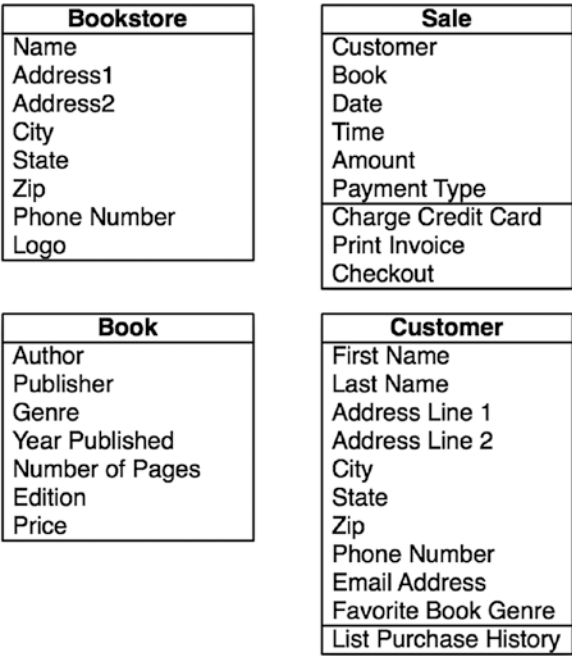 Bookstore
Name
Address1
Address2
City
State
Zip
Phone Number
Logo
Sale
Customer
Book
Date
Time
Amount
Payment Type
Charge Credit Card
Print Invoice
Checkout
Book
Author
Publisher
Genre
Year Published
Number of Pages
Edition
Price
Customer
First Name
Last Name
Address Line 1
Address Line 2
City
State
Zip
Phone Number
Email Address
Favorite Book Genre
List Purchase History